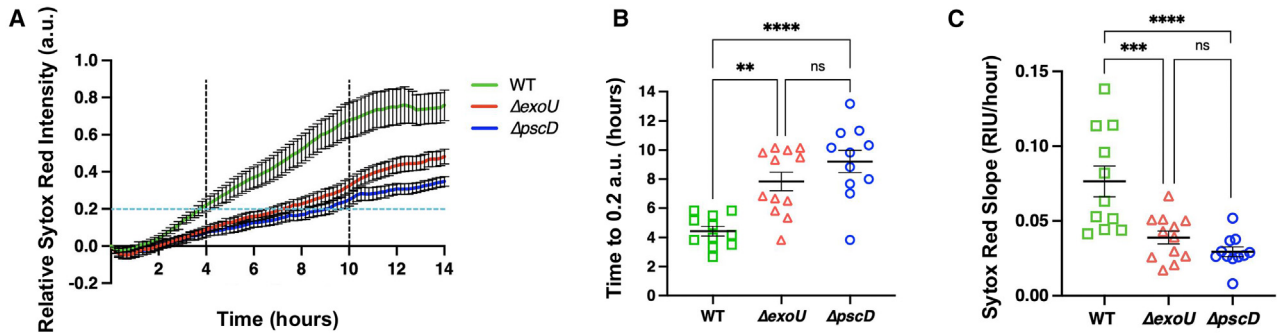 A
Relative Sytox Red Intensity (a.u.)
1.0
0.8
0.6
0.4
0.2
0.0
-0.2
2
4
6
8
10
12
14
Time (hours)
WT
ΔexoU
ΔpscD
B
Time to 0.2 a.u. (hours)
14
12
10
8
6
4
2
0
****
**
ns
WT
ΔexoU
ΔpscD
C
Sytox Red Slope (RIU/hour)
0.15
0.10
0.05
0.00
****
***
ns
WT
ΔexoU
ΔpscD